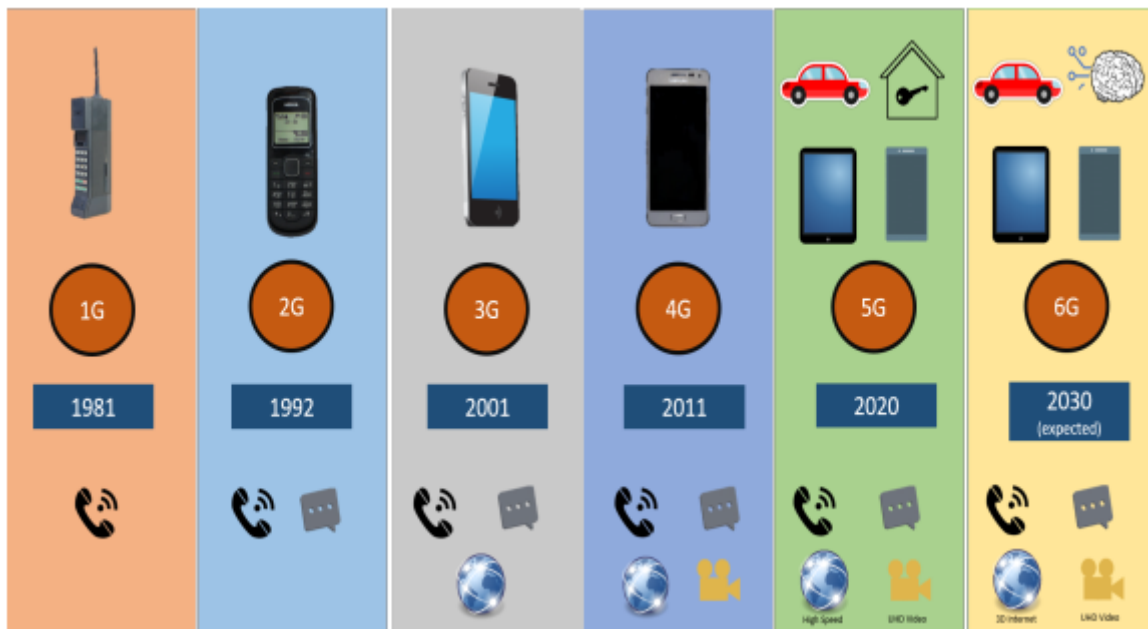 1G
2G
3G
4G
5G
6G
1981
1992
2001
2011
2020
2030
(expected)
High Speed
UHD Video
3D Internet
UHD Video